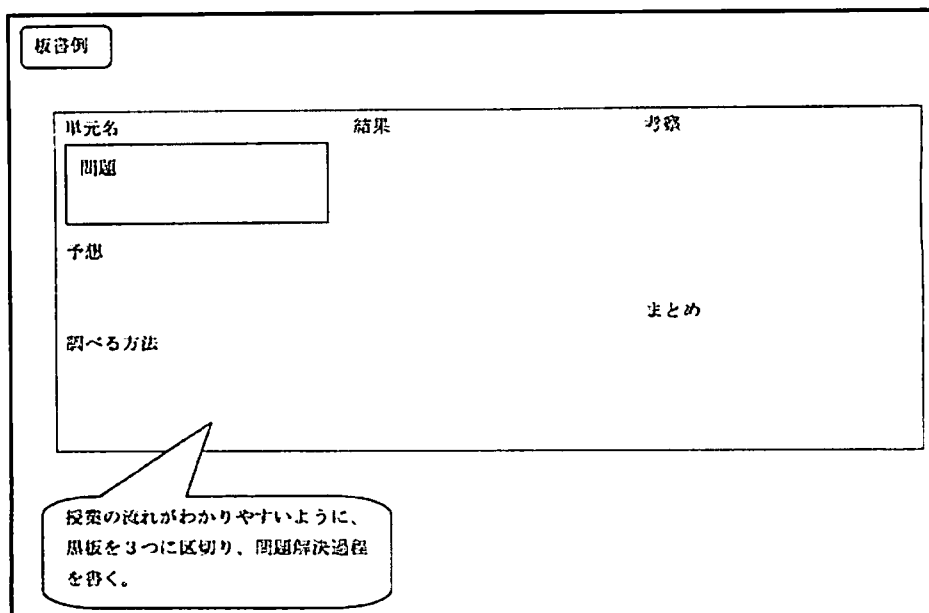 板書例
単元名
結果
考察
問題
予想
まとめ
調べる方法
授業の流れがわかりやすいように、
黒板を3つに区切り、問題解決過程
を書く。